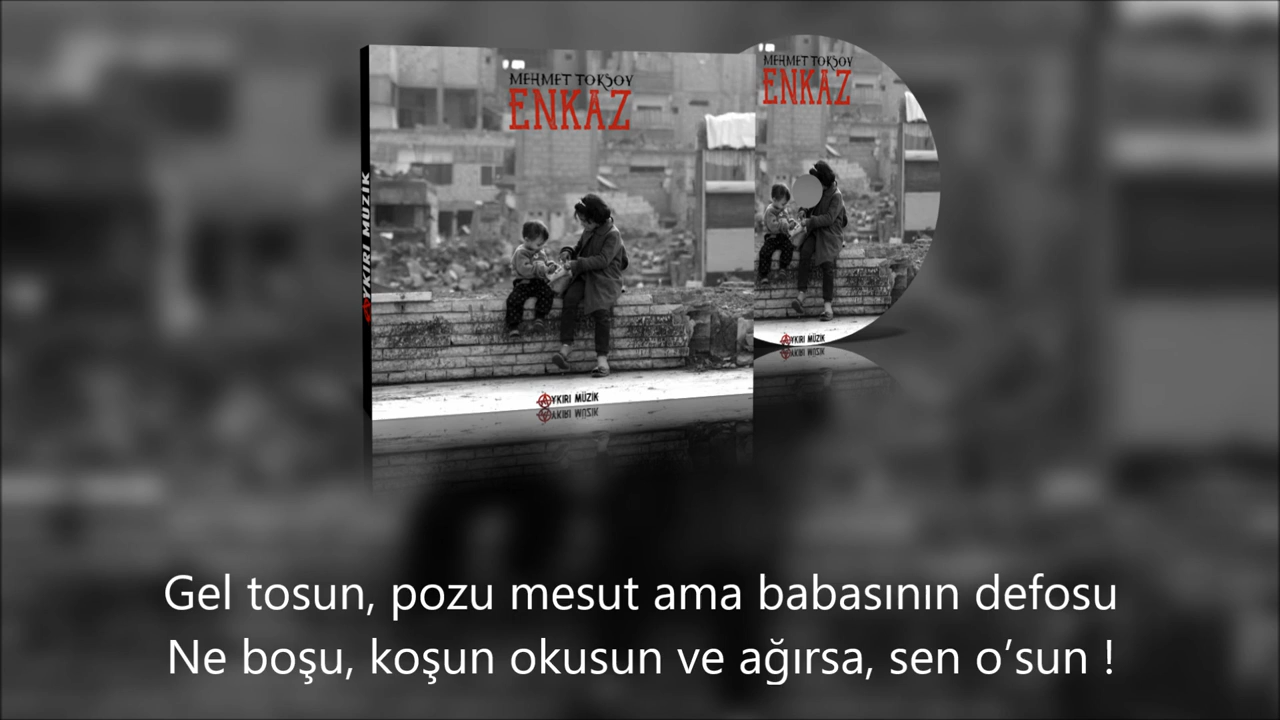 MEHMET TOKSOY
ENKAZ
AYKIRI MÜZİK
AYKIRI MÜZİK
MEHMET TOKSOY
ENKAZ
AYKIRI MÜZİK
Gel tosun, pozu mesut ama babasının defosu
Ne boşu, koşun okusun ve ağırsa, sen o’sun !